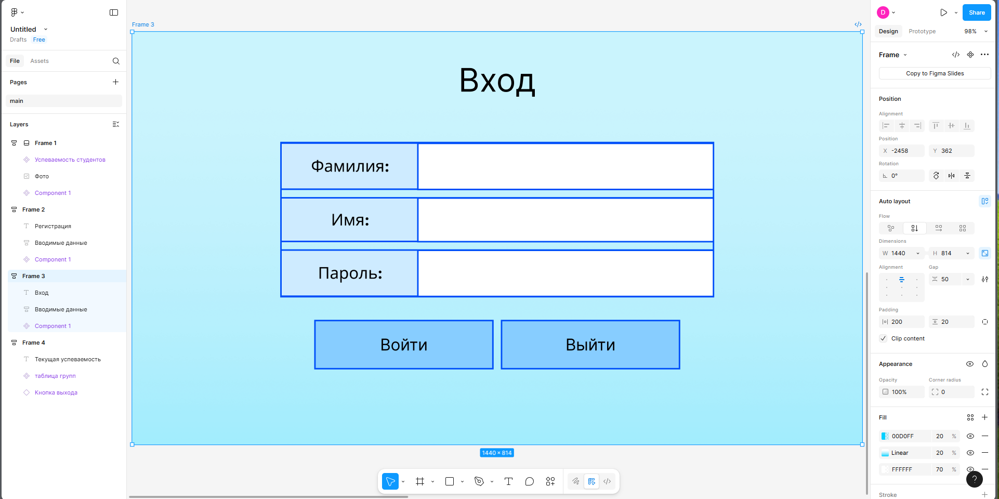 Untitled
Drafts Free
File Assets
Pages
main
Layers
Frame 1
Успеваемость студентов
Фото
Component 1
Frame 2
Регистрация
Вводимые данные
Component 1
Frame 3
Вход
Вводимые данные
Component 1
Frame 4
Текущая успеваемость
таблица групп
Кнопка выхода
Frame 3
Вход
Фамилия:
Имя:
Пароль:
Войти Выйти
1440 × 814
D Share
Design Prototype 98%
Frame
Copy to Figma Slides
Position
Alignment
Position
X -2458 Y 362
Rotation
0°
Auto layout
Flow
Dimensions
W 1440 H 814
Alignment Gap
50
Padding
200 20
Clip content
Appearance
Opacity Corner radius
100% 0
Fill
00D0FF 20 %
Linear 20 %
FFFFFF 70 %
?
Stroke